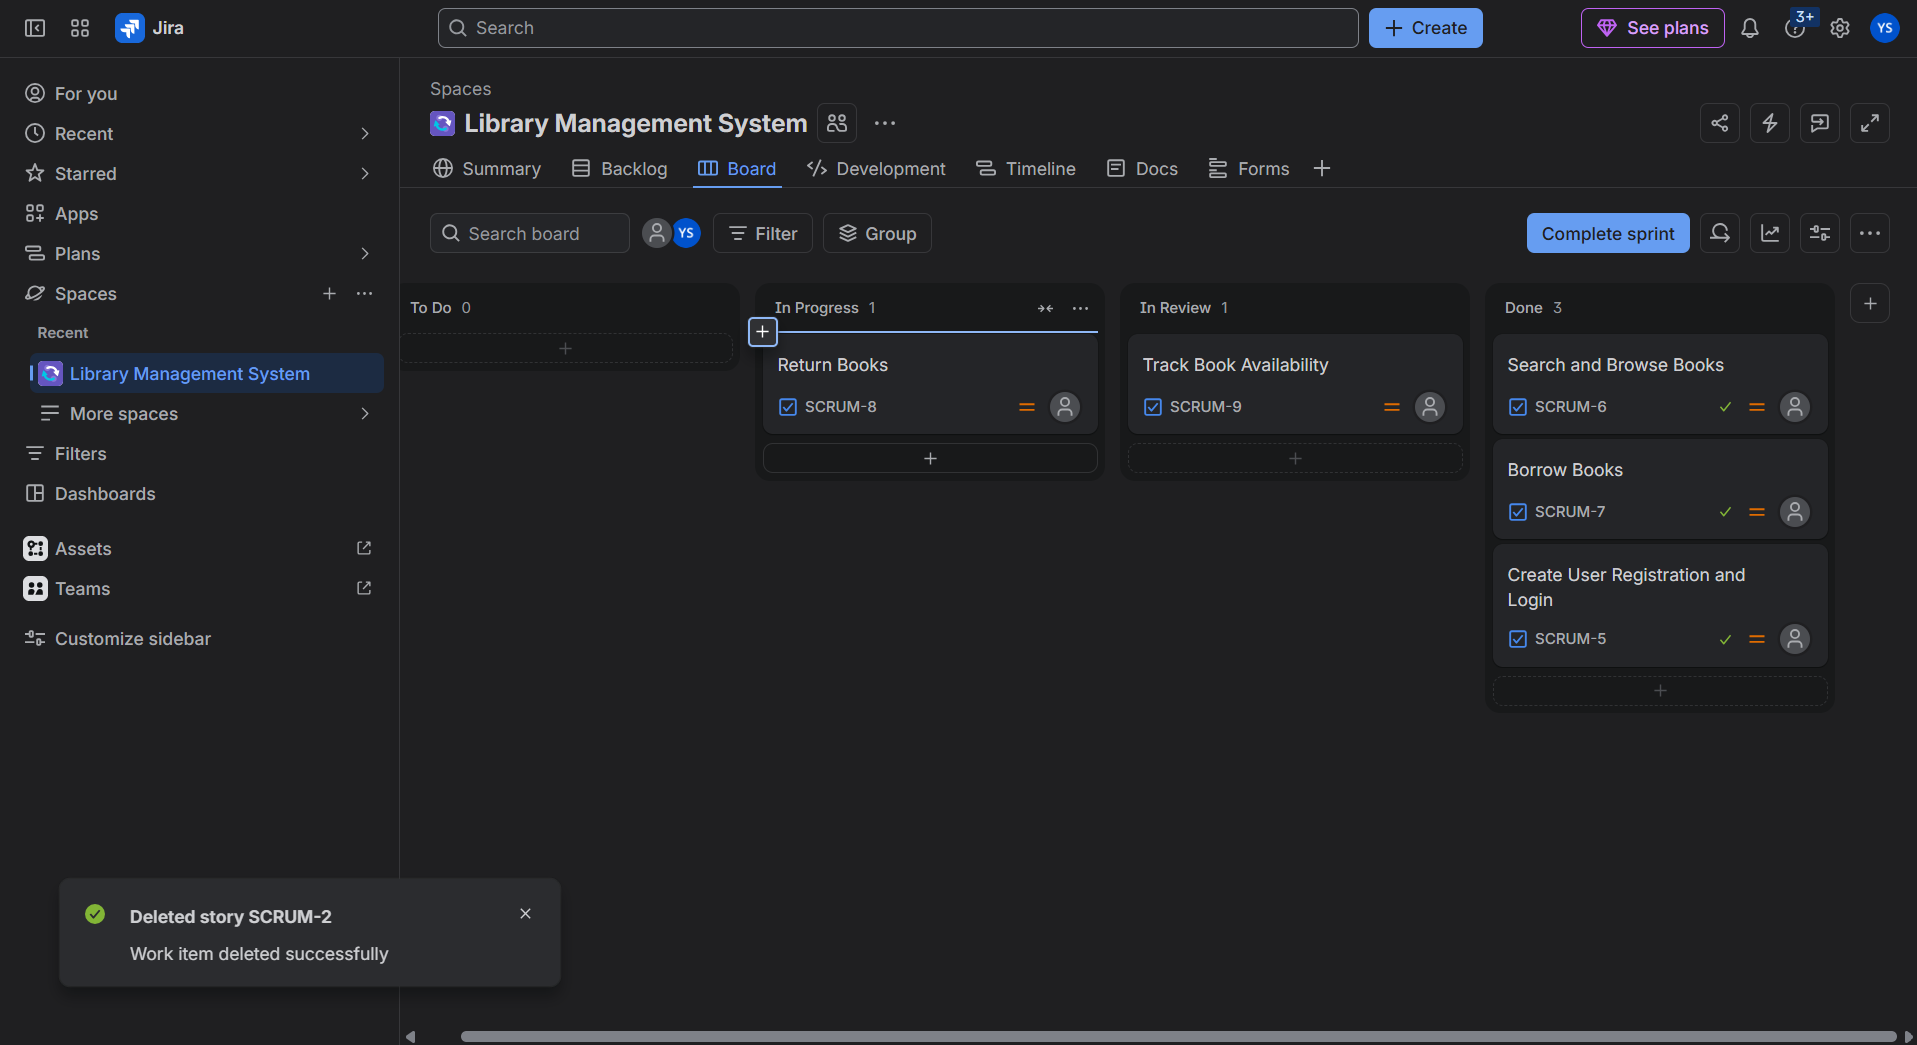 Jira
Search
Create
See plans
3+
YS
For you
Recent
Starred
Apps
Plans
Spaces
Recent
Library Management System
More spaces
Filters
Dashboards
Assets
Teams
Customize sidebar
Spaces
Library Management System
Summary
Backlog
Board
Development
Timeline
Docs
Forms
Search board
YS
Filter
Group
Complete sprint
To Do 0
In Progress 1
Return Books
SCRUM-8
In Review 1
Track Book Availability
SCRUM-9
Done 3
Search and Browse Books
SCRUM-6
Borrow Books
SCRUM-7
Create User Registration and
Login
SCRUM-5
Deleted story SCRUM-2
Work item deleted successfully